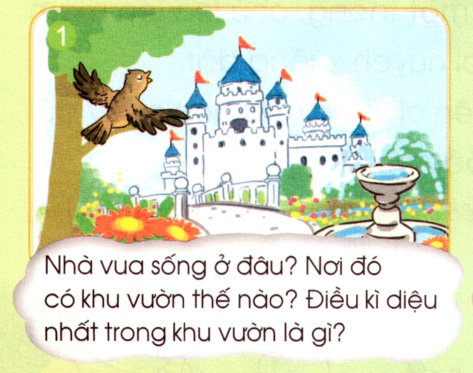 1
Nhà vua sống ở đâu? Nơi đó
có khu vườn thế nào? Điều kì diệu
nhất trong khu vườn là gì?